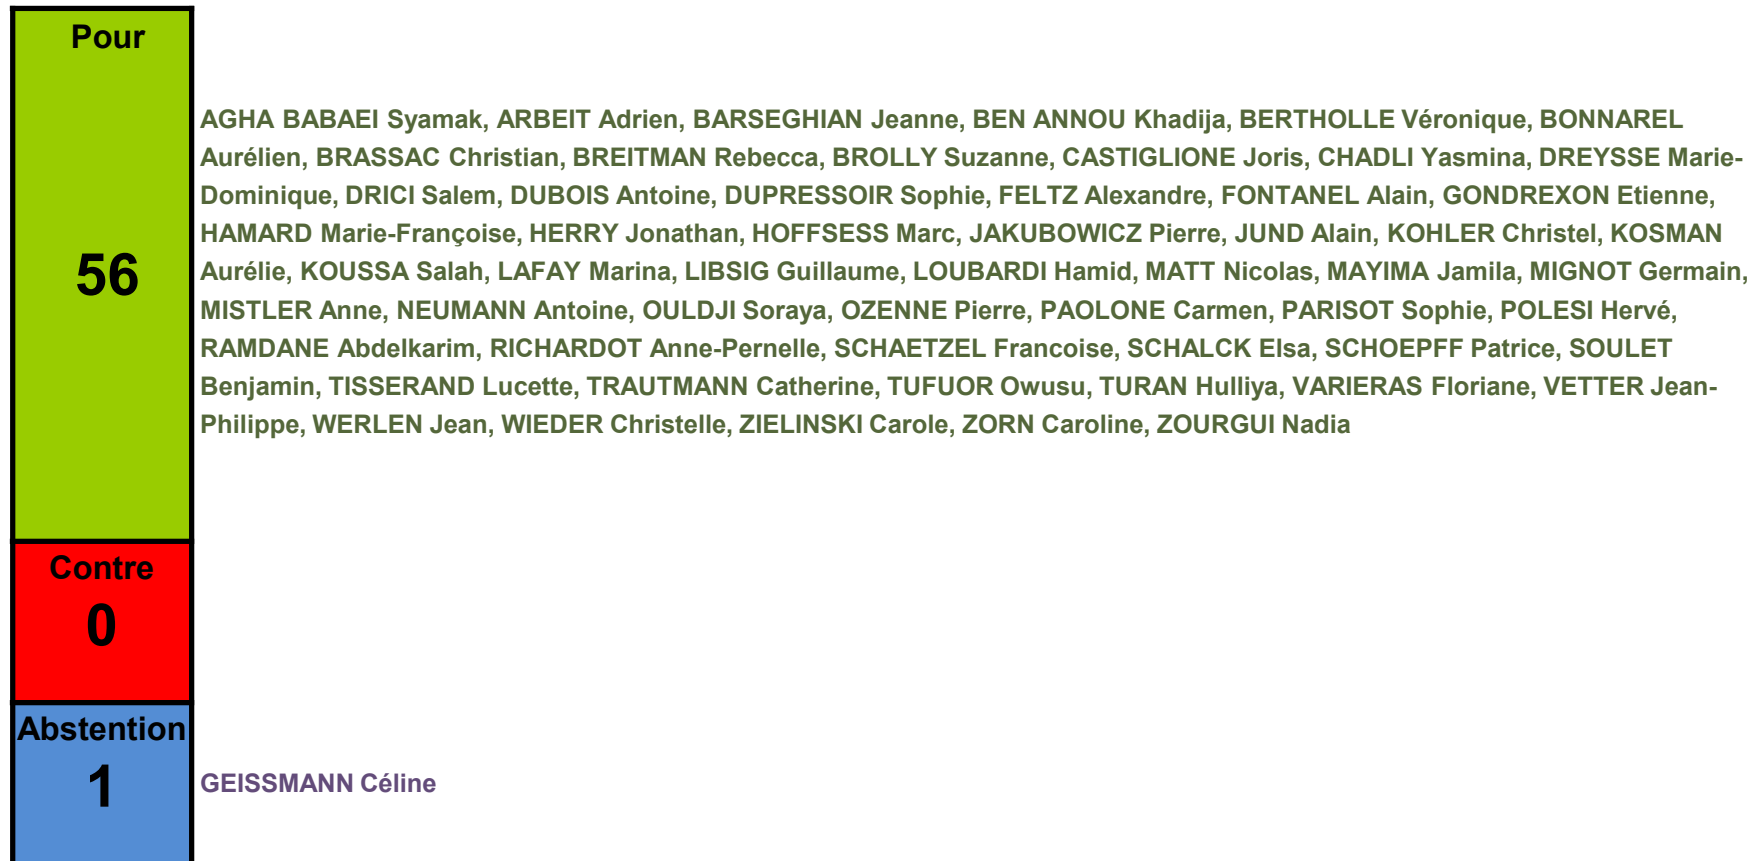 Pour
56
AGHA BABAEI Syamak, ARBEIT Adrien, BARSEGHIAN Jeanne, BEN ANNOU Khadija, BERTHOLLE Véronique, BONNAREL
Aurélien, BRASSAC Christian, BREITMAN Rebecca, BROLLY Suzanne, CASTIGLIONE Joris, CHADLI Yasmina, DREYSSE Marie-
Dominique, DRICI Salem, DUBOIS Antoine, DUPRESSOIR Sophie, FELTZ Alexandre, FONTANEL Alain, GONDREXON Etienne,
HAMARD Marie-Françoise, HERRY Jonathan, HOFFSESS Marc, JAKUBOWICZ Pierre, JUND Alain, KOHLER Christel, KOSMAN
Aurélie, KOUSSA Salah, LAFAY Marina, LIBSIG Guillaume, LOUBARDI Hamid, MATT Nicolas, MAYIMA Jamila, MIGNOT Germain,
MISTLER Anne, NEUMANN Antoine, OULDJI Soraya, OZENNE Pierre, PAOLONE Carmen, PARISOT Sophie, POLESI Hervé,
RAMDANE Abdelkarim, RICHARDOT Anne-Pernelle, SCHAETZEL Francoise, SCHALCK Elsa, SCHOEPFF Patrice, SOULET
Benjamin, TISSERAND Lucette, TRAUTMANN Catherine, TUFUOR Owusu, TURAN Hulliya, VARIERAS Floriane, VETTER Jean-
Philippe, WERLEN Jean, WIEDER Christelle, ZIELINSKI Carole, ZORN Caroline, ZOURGUI Nadia
Contre
0
Abstention
1
GEISSMANN Céline